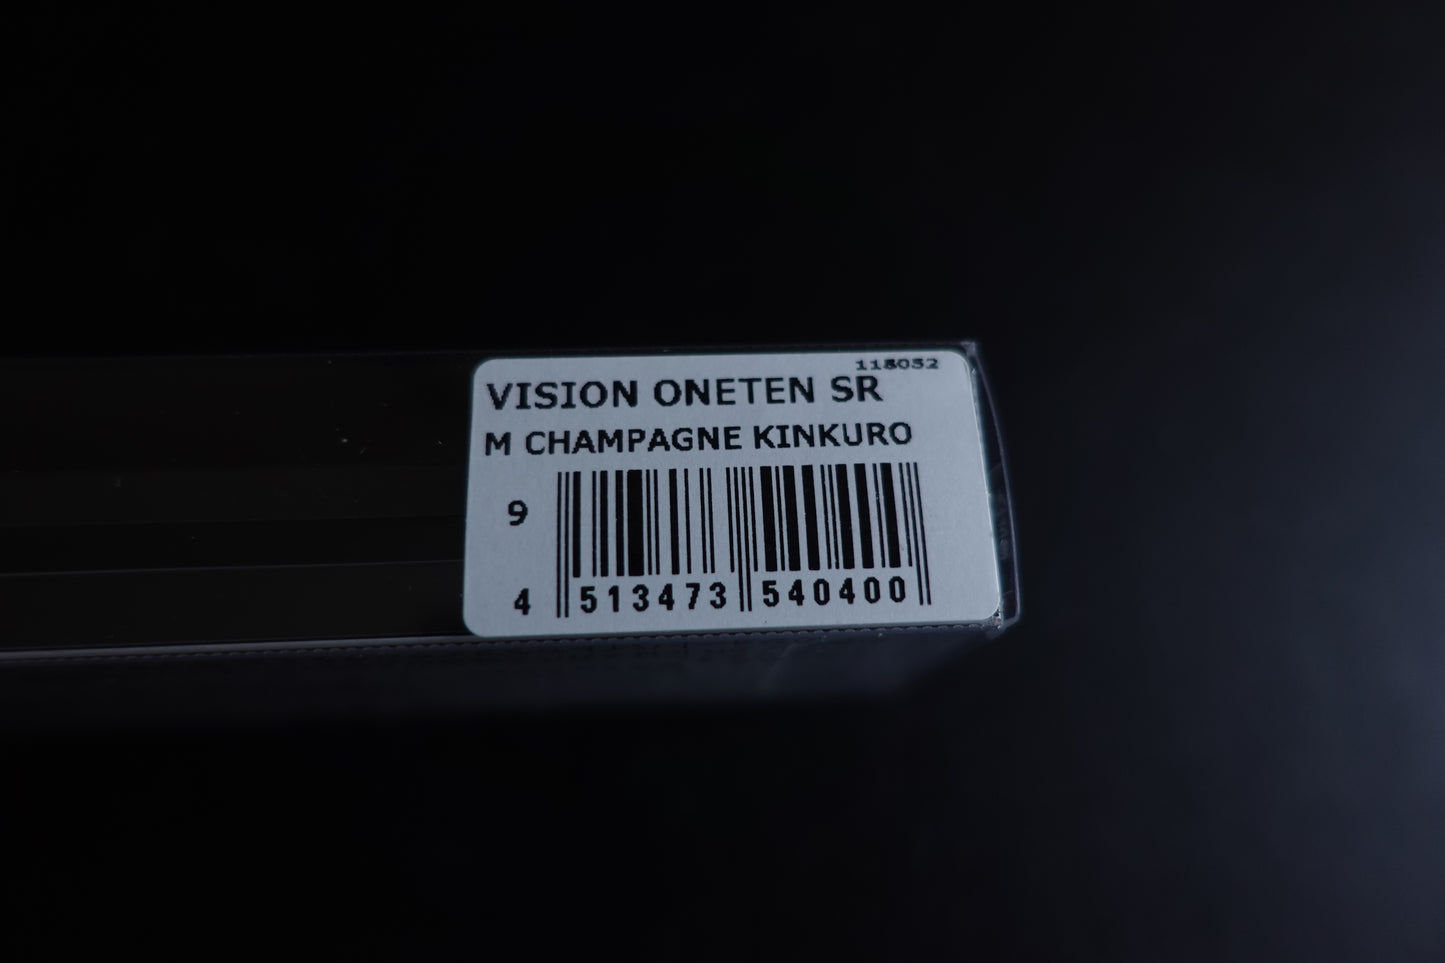 118052
VISION ONETEN SR
M CHAMPAGNE KINKURO
9
4 513473 540400